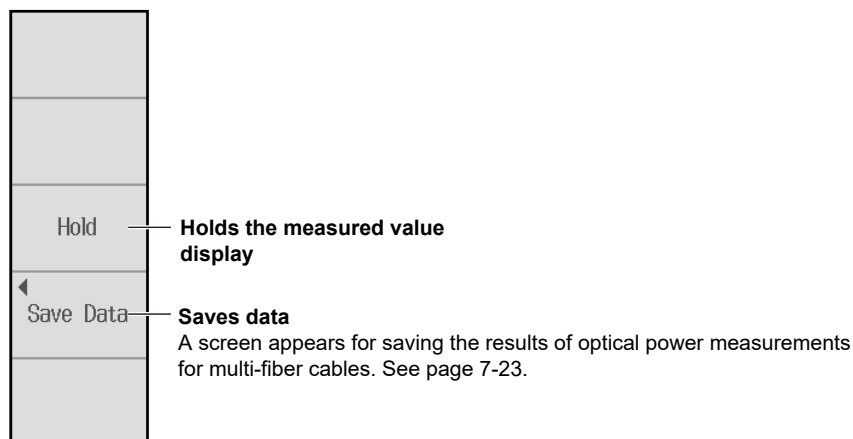 Hold
Holds the measured value
display
Save Data
Saves data
A screen appears for saving the results of optical power measurements
for multi-fiber cables. See page 7-23.